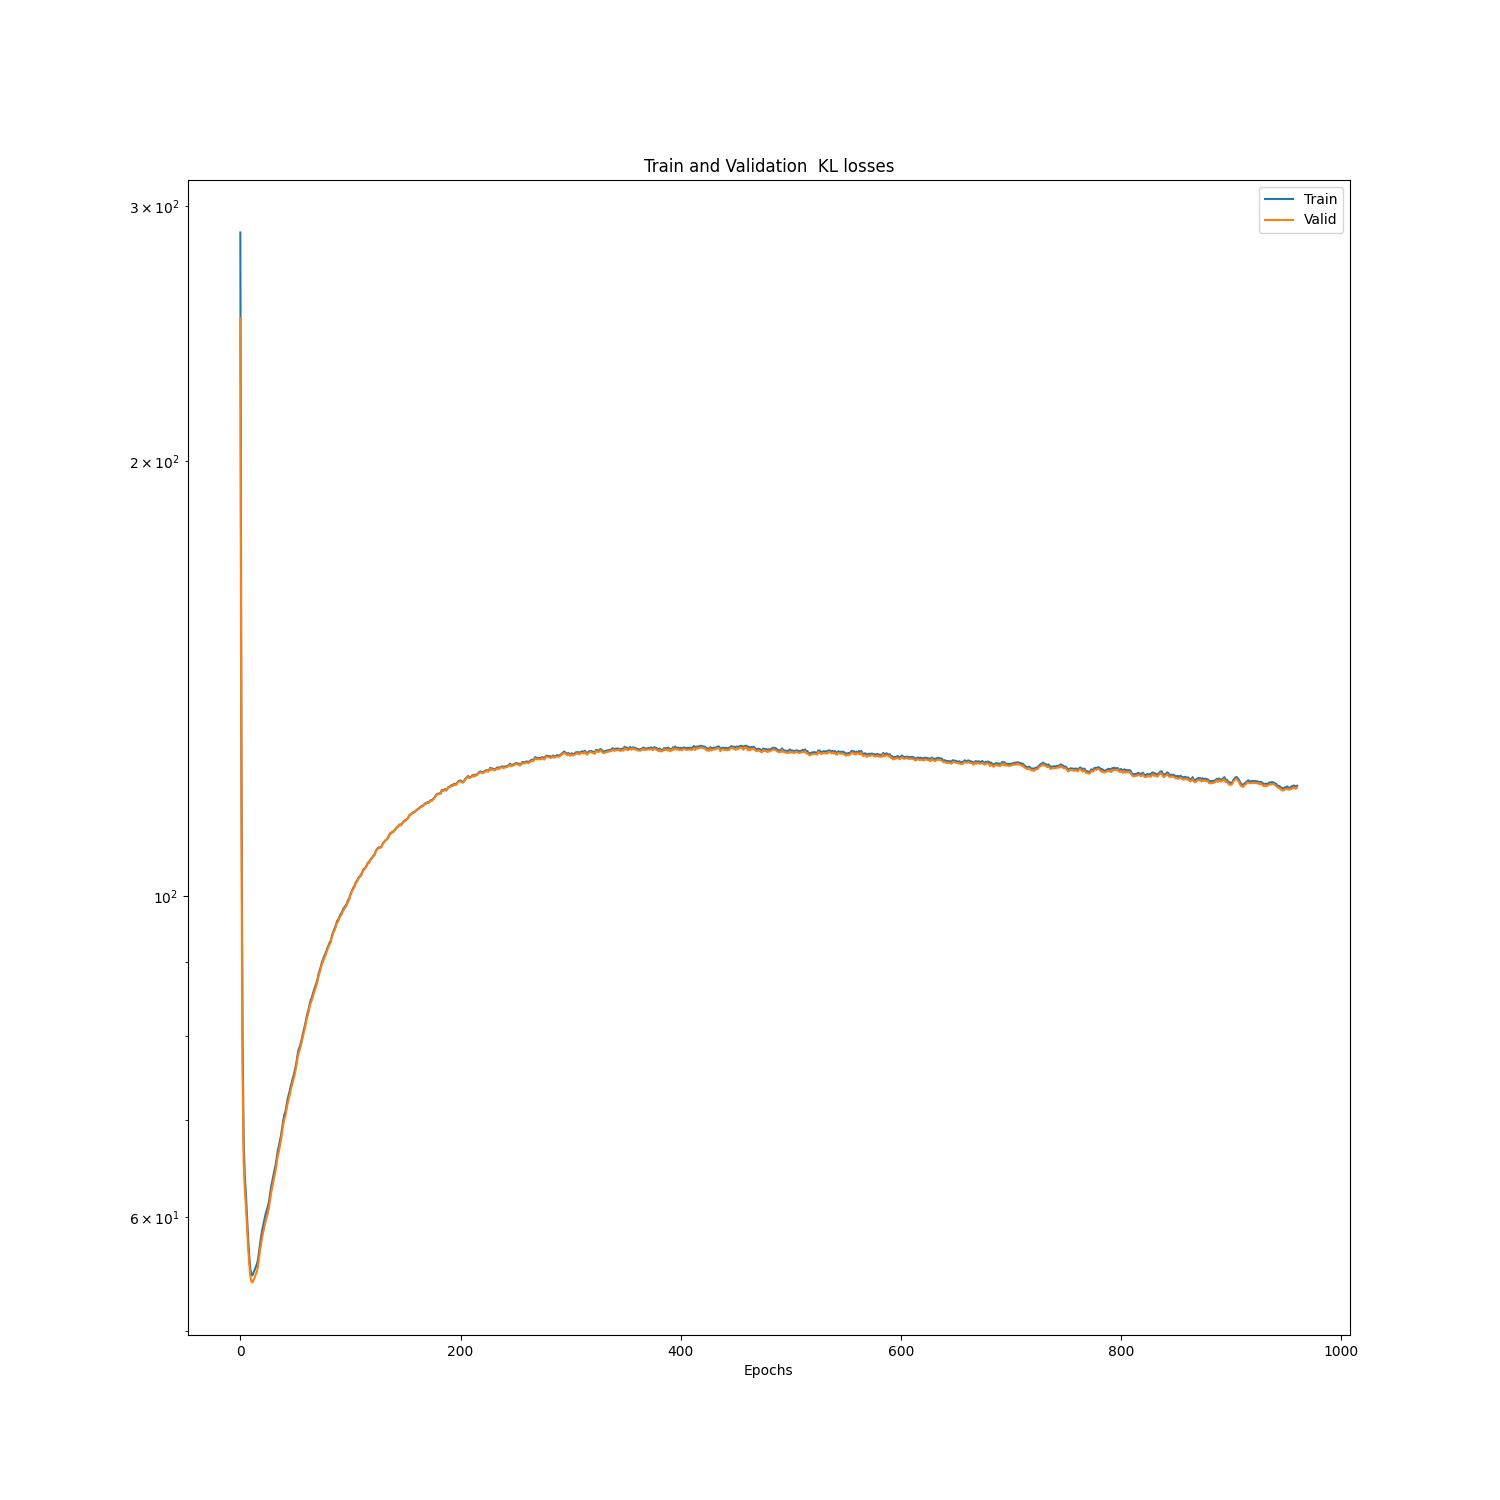 Train and Validation  KL losses
Train
Valid
3 × 10²
2 × 10²
10²
6 × 10¹
0 200 400 600 800 1000
Epochs